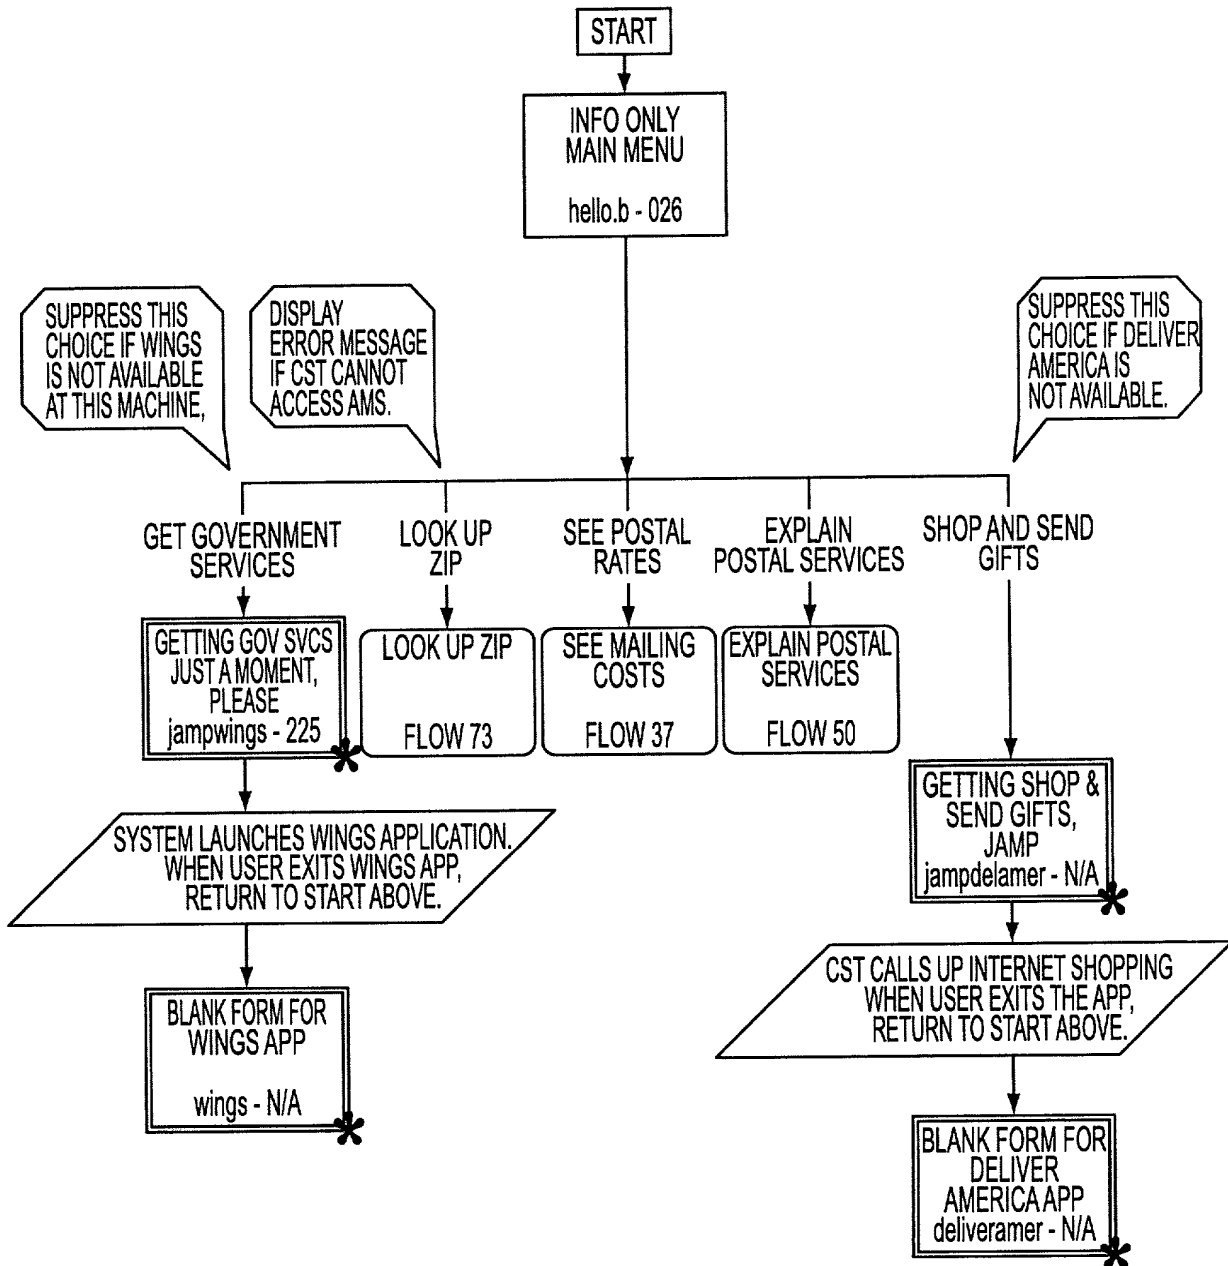 START
INFO ONLY
MAIN MENU
hello.b - 026
SUPPRESS THIS
CHOICE IF WINGS
IS NOT AVAILABLE
AT THIS MACHINE,
DISPLAY
ERROR MESSAGE
IF CST CANNOT
ACCESS AMS.
SUPPRESS THIS
CHOICE IF DELIVER
AMERICA IS
NOT AVAILABLE.
GET GOVERNMENT
SERVICES
LOOK UP
ZIP
SEE POSTAL
RATES
EXPLAIN
POSTAL SERVICES
SHOP AND SEND
GIFTS
GETTING GOV SVCS
JUST A MOMENT,
PLEASE
jampwings - 225
LOOK UP ZIP
FLOW 73
SEE MAILING
COSTS
FLOW 37
EXPLAIN POSTAL
SERVICES
FLOW 50
GETTING SHOP &
SEND GIFTS,
JAMP
jampdelamer - N/A
SYSTEM LAUNCHES WINGS APPLICATION.
WHEN USER EXITS WINGS APP,
RETURN TO START ABOVE.
CST CALLS UP INTERNET SHOPPING
WHEN USER EXITS THE APP,
RETURN TO START ABOVE.
BLANK FORM FOR
WINGS APP
wings - N/A
BLANK FORM FOR
DELIVER
AMERICA APP
deliveramer - N/A